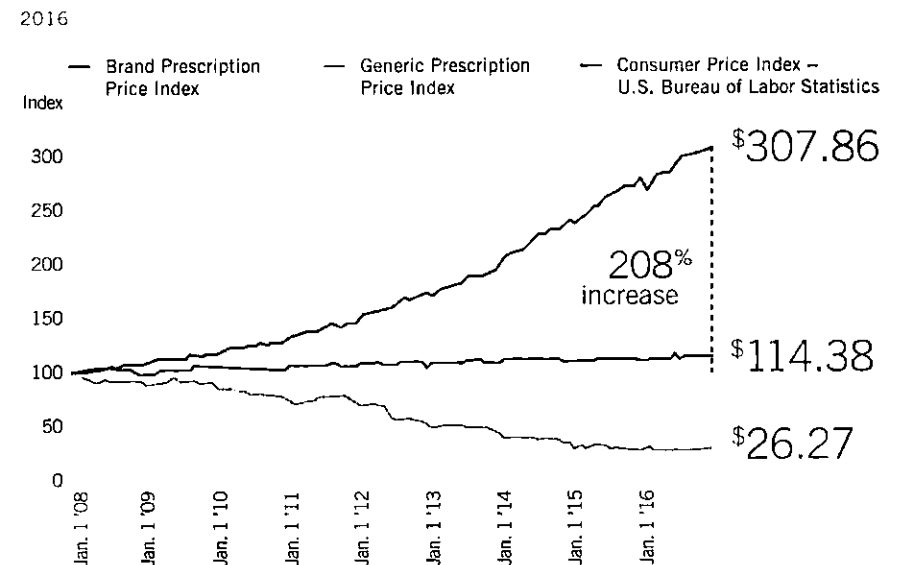 2016
Brand Prescription
Price Index
Generic Prescription
Price Index
Consumer Price Index –
U.S. Bureau of Labor Statistics
Index
300
250
200
150
100
50
0
$307.86
208%
increase
$114.38
$26.27
Jan. 1 '08
Jan. 1 '09
Jan. 1 '10
Jan. 1 '11
Jan. 1 '12
Jan. 1 '13
Jan. 1 '14
Jan. 1 '15
Jan. 1 '16